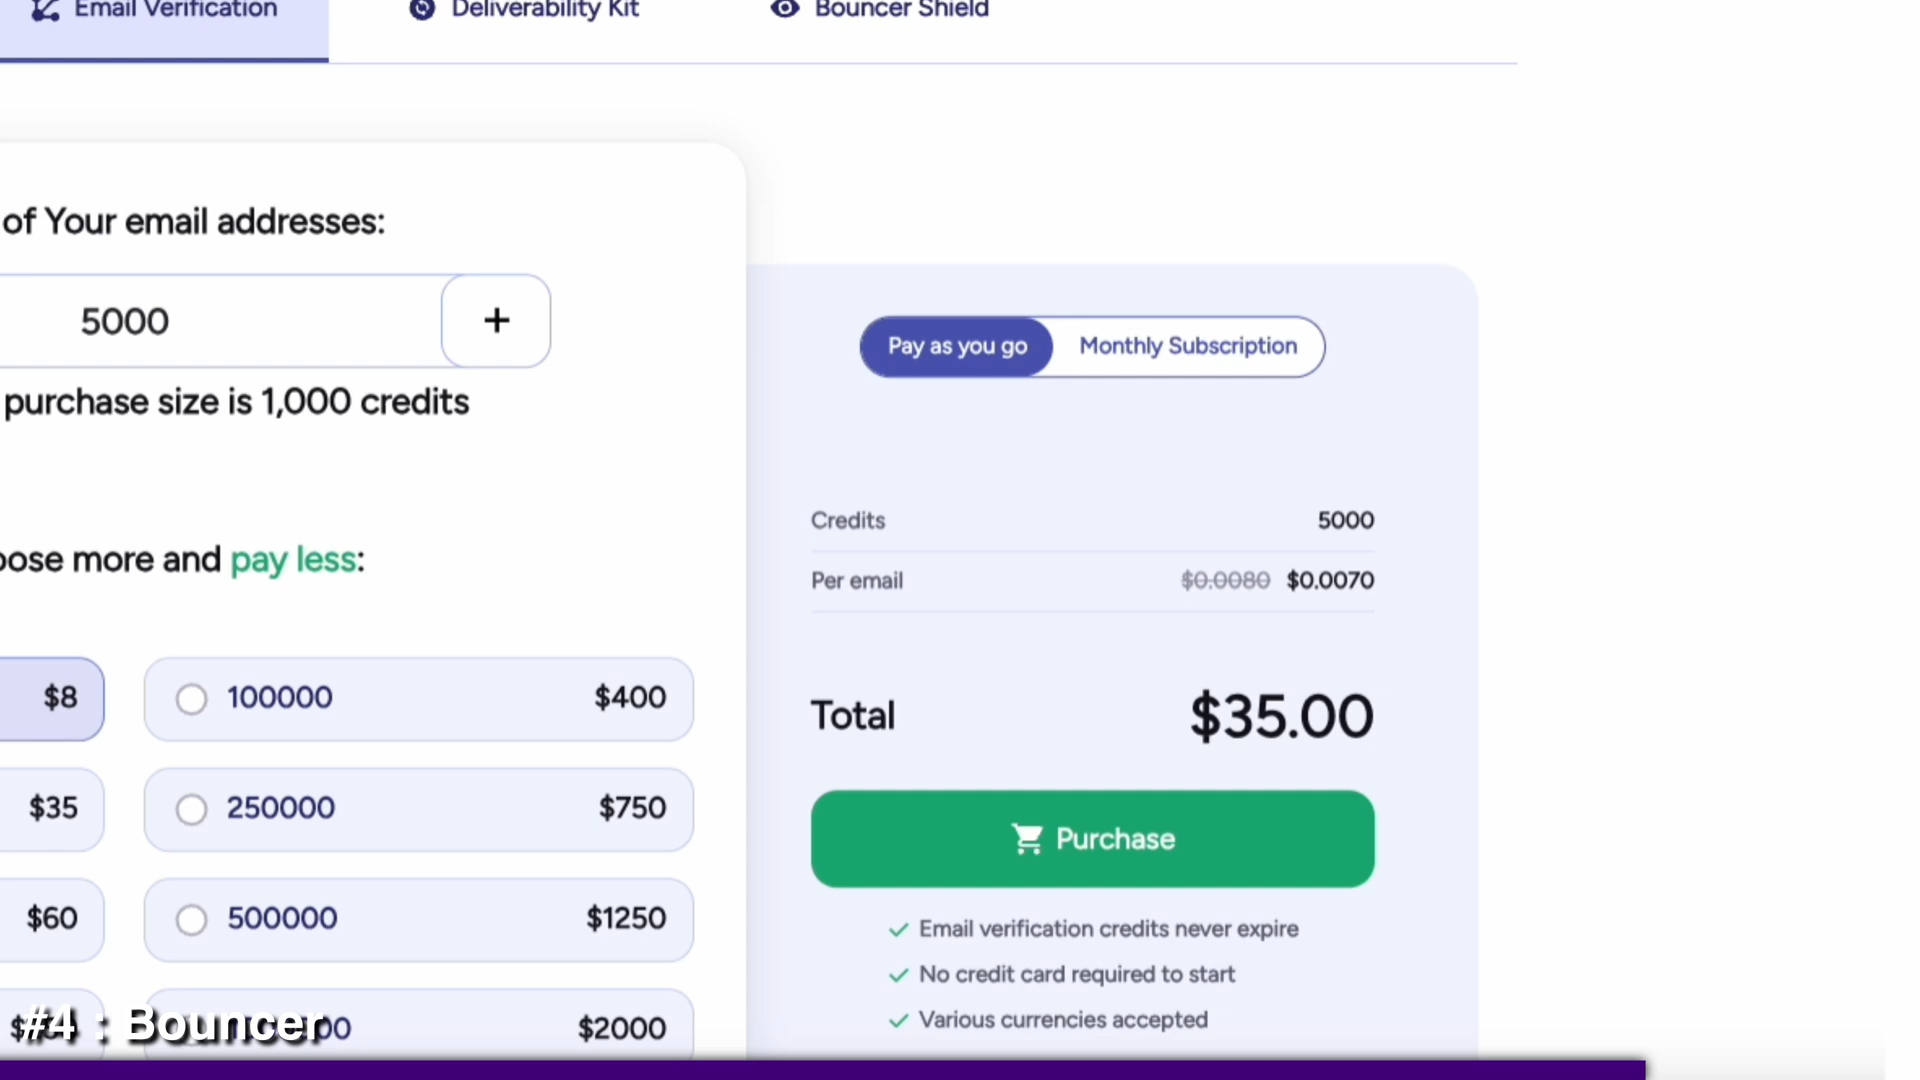 Email Verification
Deliverability Kit
Bouncer Shield
of Your email addresses:
5000
+
purchase size is 1,000 credits
more and pay less:
$8
100000 $400
$35
250000 $750
$60
500000 $1250
$2000
Pay as you go
Monthly Subscription
Credits 5000
Per email $0.0080 $0.0070
Total $35.00
Purchase
Email verification credits never expire
No credit card required to start
Various currencies accepted
#4 : Bouncer